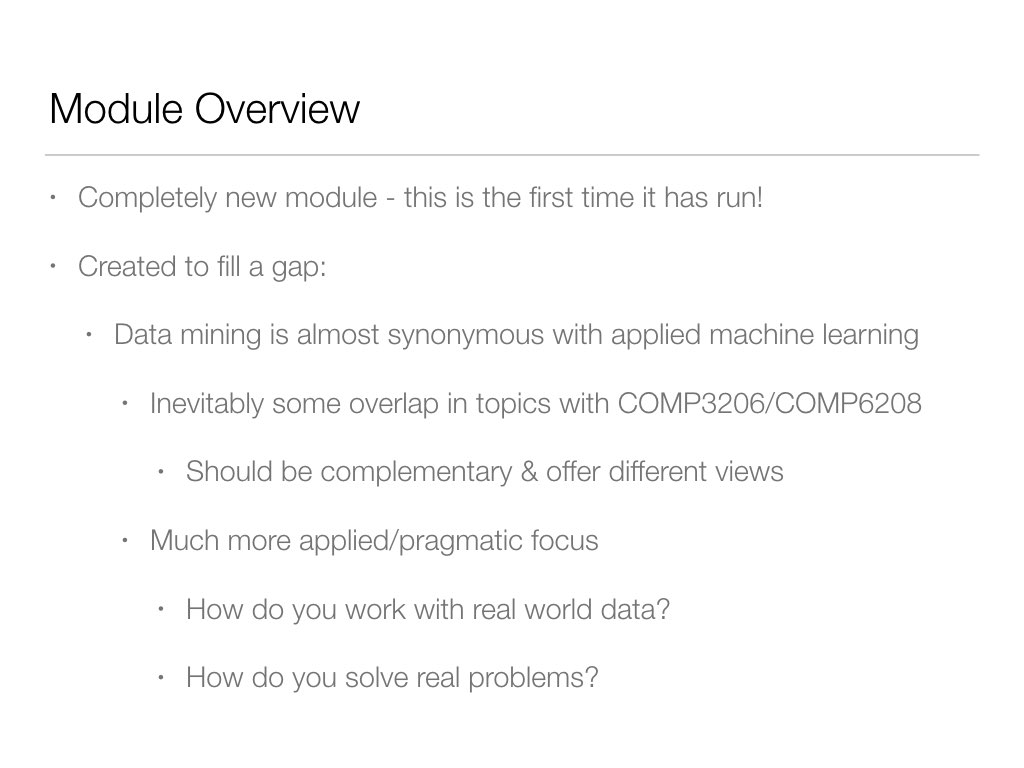 Module Overview
• Completely new module - this is the first time it has run!
• Created to fill a gap:
• Data mining is almost synonymous with applied machine learning
• Inevitably some overlap in topics with COMP3206/COMP6208
• Should be complementary & offer different views
• Much more applied/pragmatic focus
• How do you work with real world data?
• How do you solve real problems?